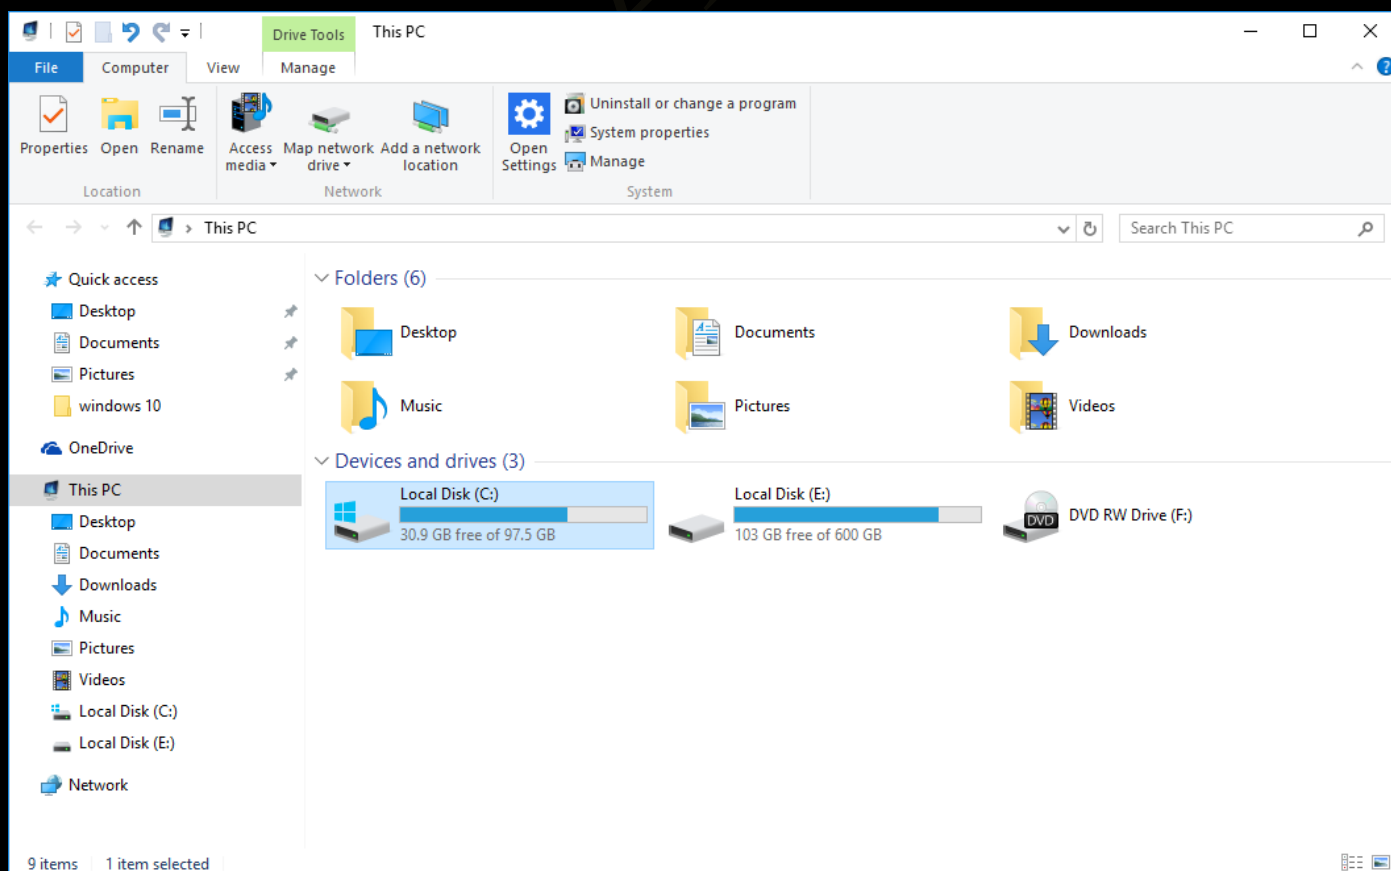 Drive Tools This PC
File Computer View Manage
Properties Open Rename Access media Map network drive Add a network location Open Settings
Uninstall or change a program
System properties
Manage
Location Network System
This PC Search This PC
Quick access
Desktop
Documents
Pictures
windows 10
OneDrive
This PC
Desktop
Documents
Downloads
Music
Pictures
Videos
Local Disk (C:)
Local Disk (E:)
Network
Folders (6)
Desktop Documents Downloads
Music Pictures Videos
Devices and drives (3)
Local Disk (C:) Local Disk (E:) DVD RW Drive (F:)
30.9 GB free of 97.5 GB 103 GB free of 600 GB
DVD
9 items 1 item selected